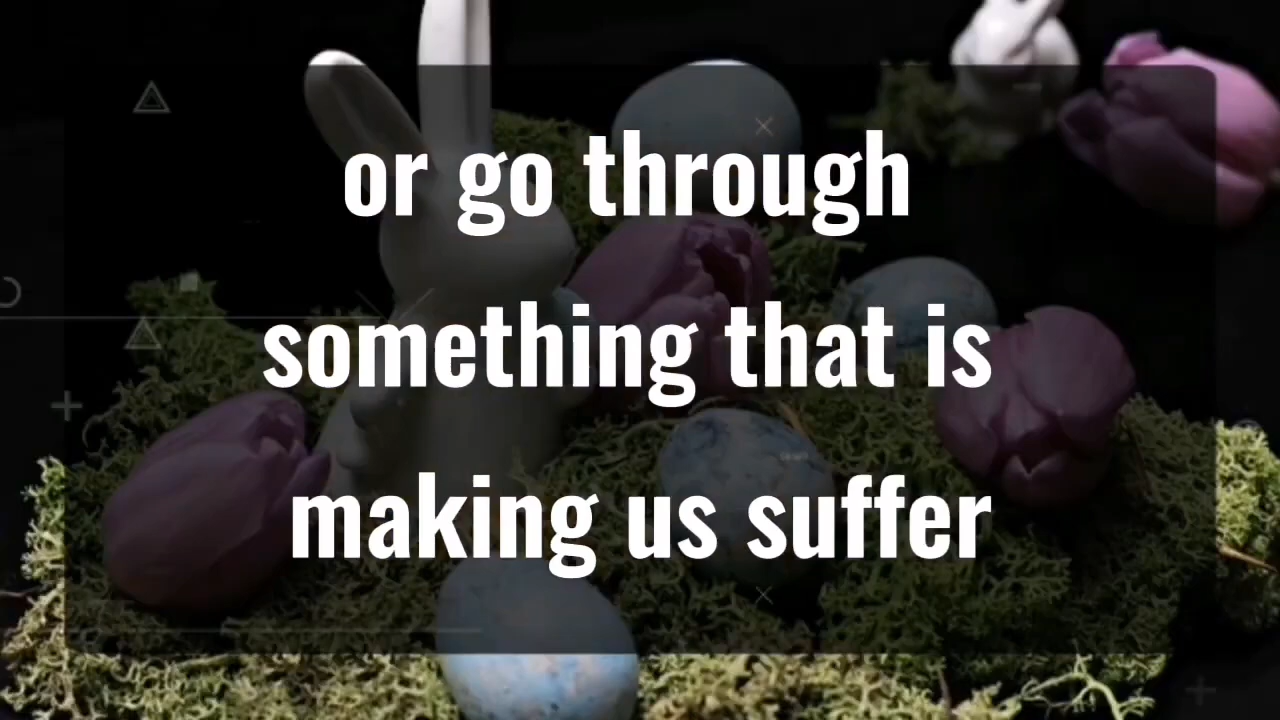 or go through
something that is
making us suffer